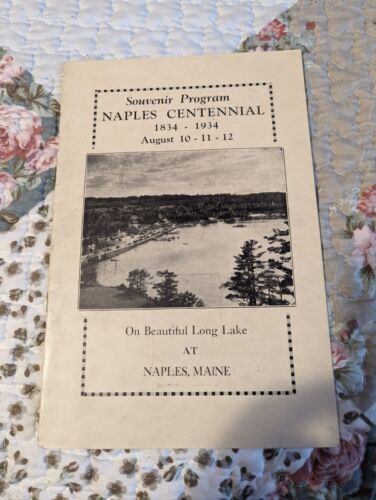 Souvenir Program
NAPLES CENTENNIAL
1834 - 1934
August 10 - 11 - 12
On Beautiful Long Lake
AT
NAPLES, MAINE